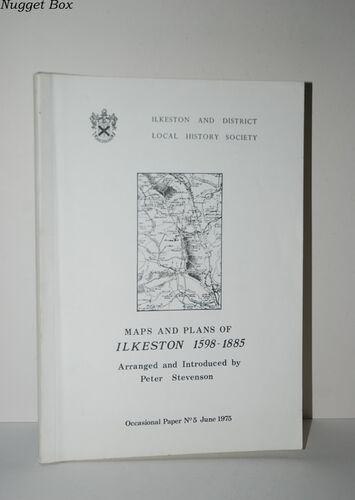 Nugget Box
ILKESTON AND DISTRICT
LOCAL HISTORY SOCIETY
MAPS AND PLANS OF
ILKESTON 1598-1885
Arranged and Introduced by
Peter Stevenson
Occasional Paper Nº 5 June 1975